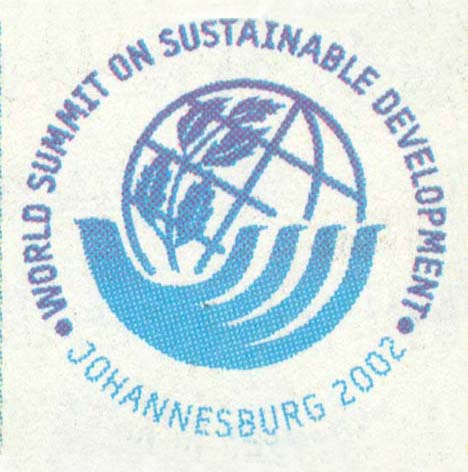 WORLD SUMMIT ON SUSTAINABLE DEVELOPMENT
JOHANNESBURG 2002